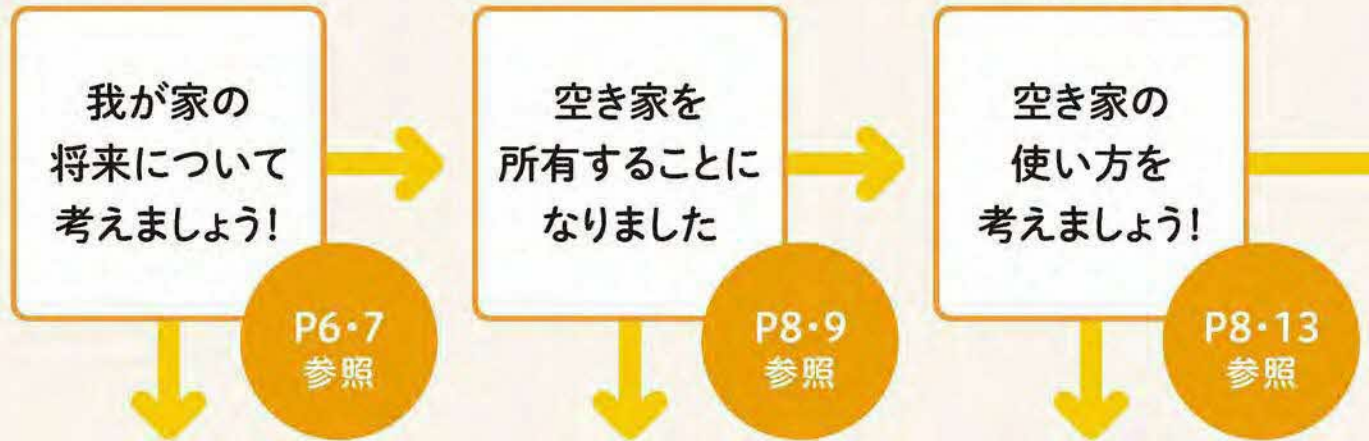 我が家の
将来について
考えましょう!
P6・7
参照
空き家を
所有することに
なりました
P8・9
参照
空き家の
使い方を
考えましょう!
P8・13
参照